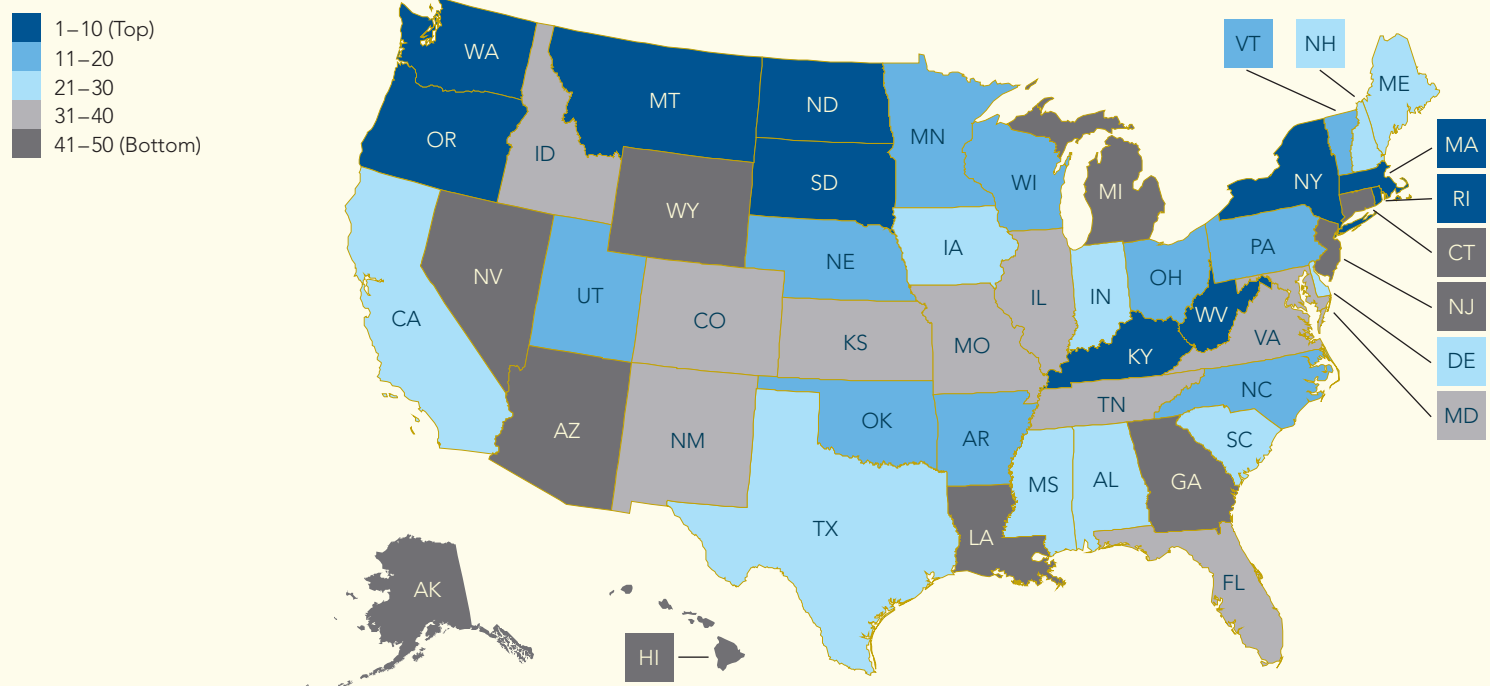 1–10 (Top)
11–20
21–30
31–40
41–50 (Bottom)
VT
NH
WA
ME
MT
ND
MN
OR
MA
ID
SD
WI
NY
MI
RI
WY
IA
PA
CT
NE
NV
OH
UT
IL
IN
NJ
CA
CO
WV
KS
MO
VA
KY
DE
NC
TN
MD
OK
AZ
NM
AR
SC
MS
AL
GA
TX
LA
FL
AK
HI